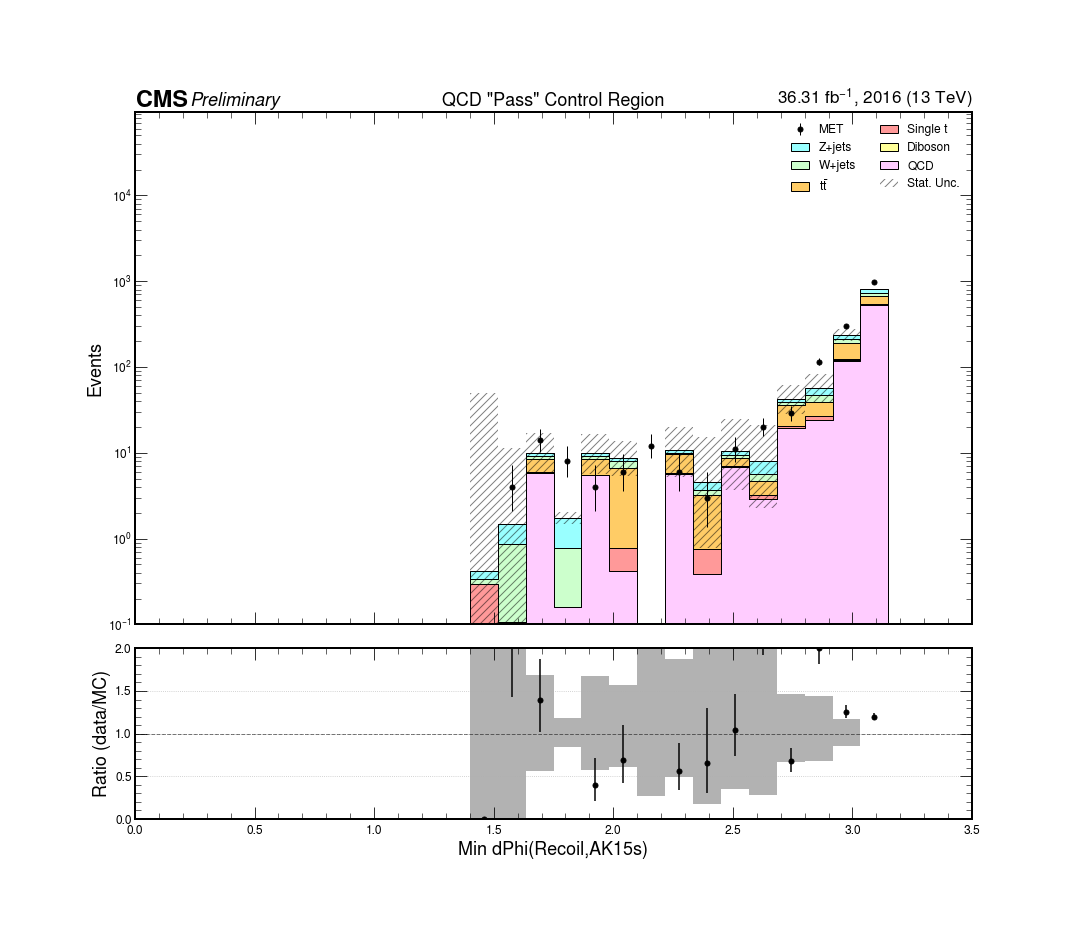 CMS Preliminary QCD "Pass" Control Region 36.31 fb⁻¹, 2016 (13 TeV)
MET Single t
Z+jets Diboson
W+jets QCD
tt̄ Stat. Unc.
10⁴
10³
10²
10¹
10⁰
10⁻¹
Events
2.0
1.5
1.0
0.5
0.0
Ratio (data/MC)
0.0 0.5 1.0 1.5 2.0 2.5 3.0 3.5
Min dPhi(Recoil,AK15s)